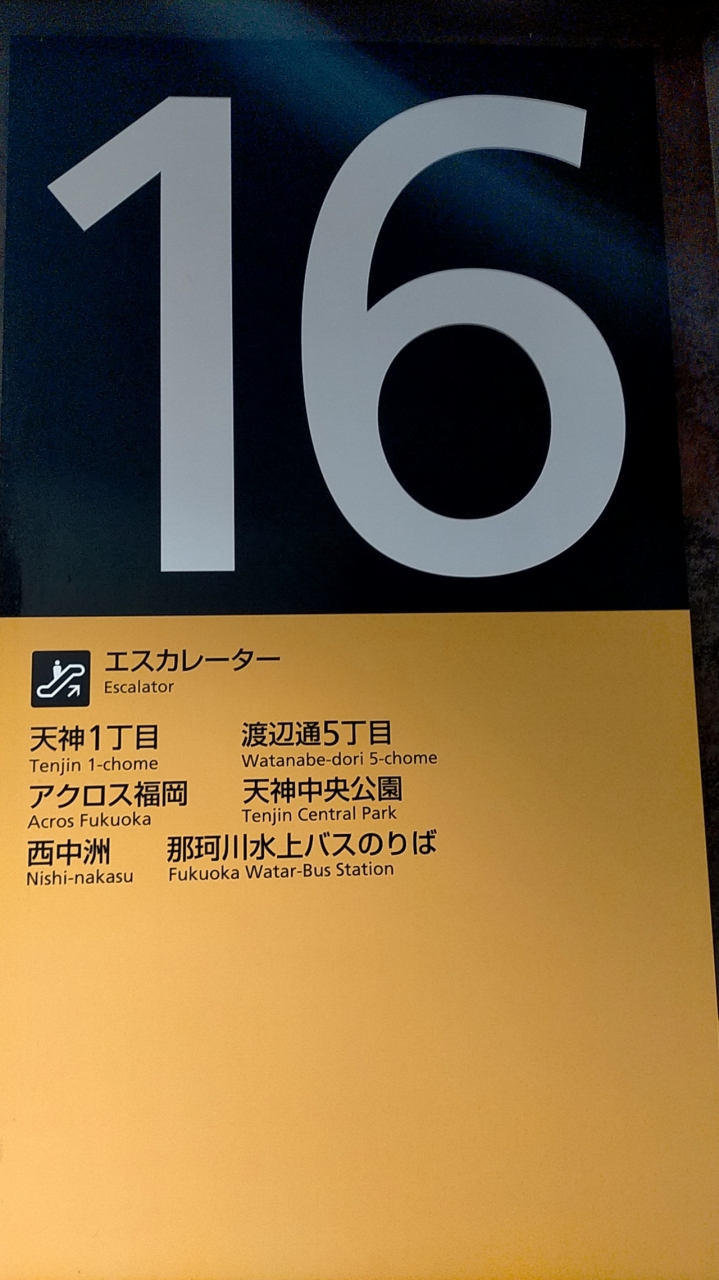 16
エスカレーター
Escalator
天神1丁目 渡辺通5丁目
Tenjin 1-chome Watanabe-dori 5-chome
アクロス福岡 天神中央公園
Acros Fukuoka Tenjin Central Park
西中洲 那珂川水上バスのりば
Nishi-nakasu Fukuoka Watar-Bus Station